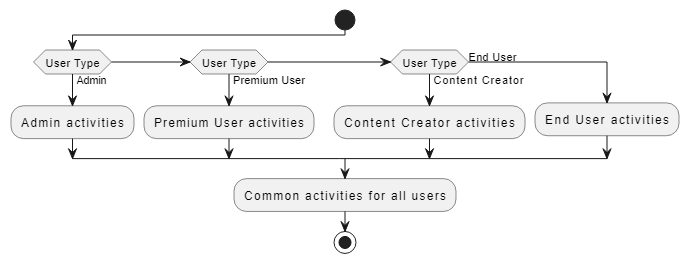 User Type
User Type
User Type
End User
Admin
Premium User
Content Creator
Admin activities
Premium User activities
Content Creator activities
End User activities
Common activities for all users